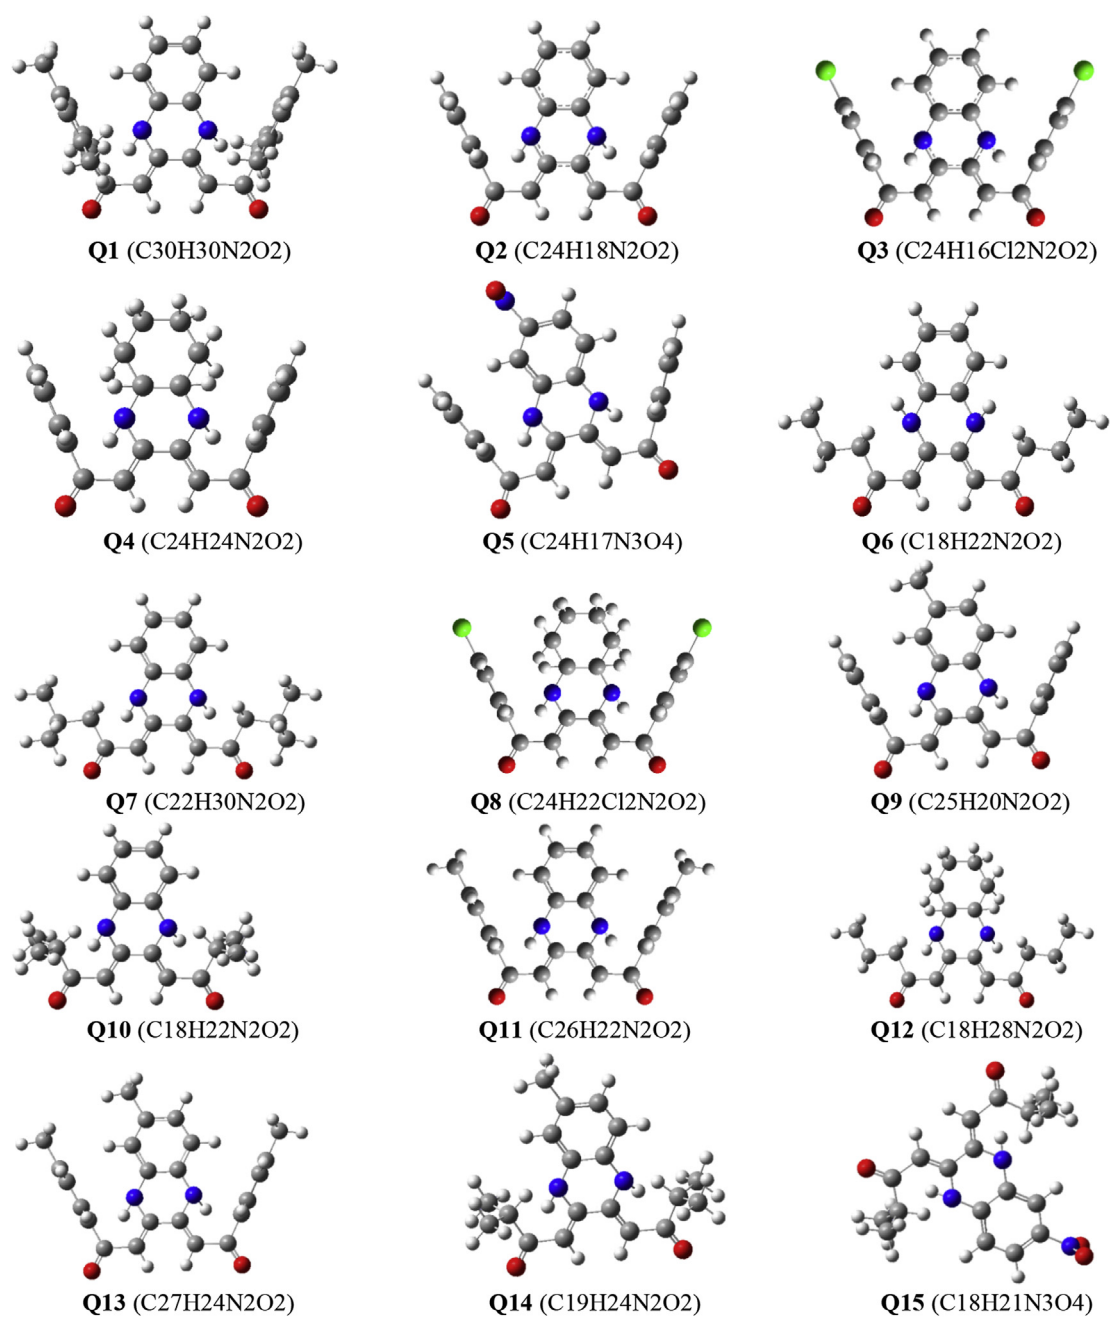 Q1 (C30H30N2O2)
Q2 (C24H18N2O2)
Q3 (C24H16Cl2N2O2)
Q4 (C24H24N2O2)
Q5 (C24H17N3O4)
Q6 (C18H22N2O2)
Q7 (C22H30N2O2)
Q8 (C24H22Cl2N2O2)
Q9 (C25H20N2O2)
Q10 (C18H22N2O2)
Q11 (C26H22N2O2)
Q12 (C18H28N2O2)
Q13 (C27H24N2O2)
Q14 (C19H24N2O2)
Q15 (C18H21N3O4)